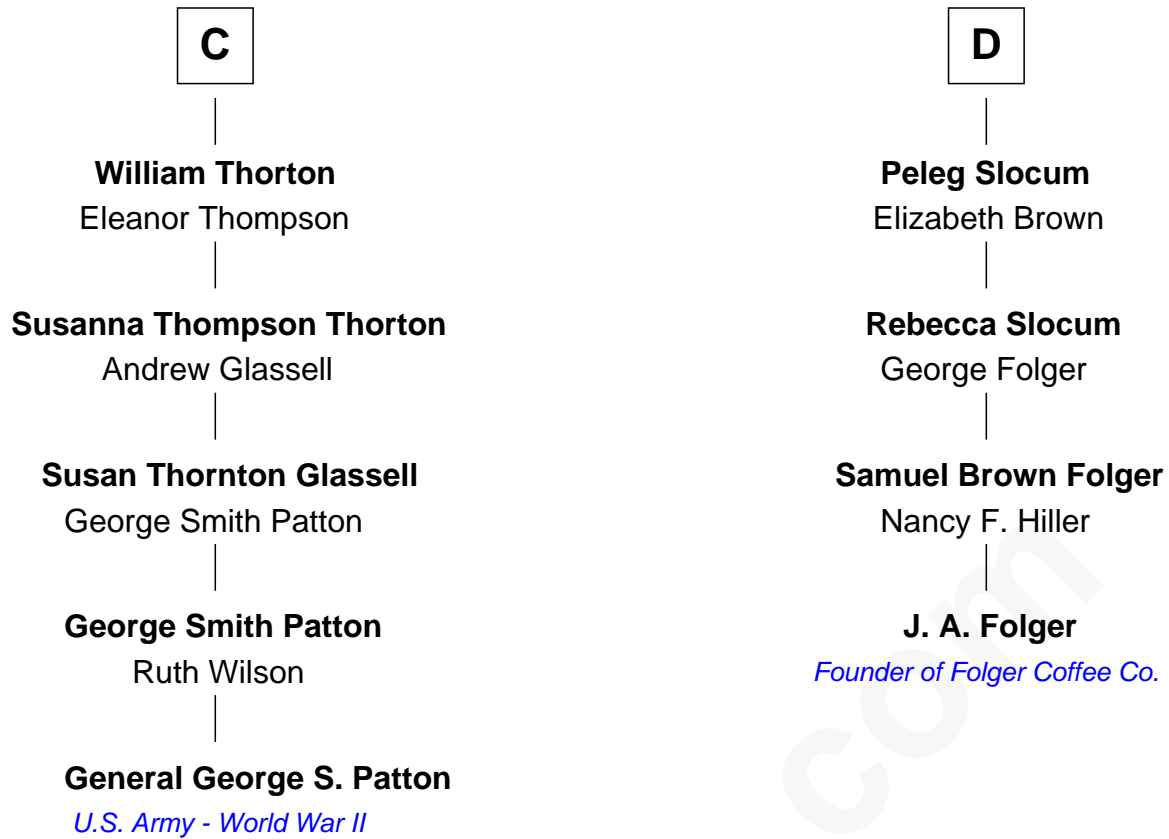 C
William Thorton
Eleanor Thompson
Susanna Thompson Thorton
Andrew Glassell
Susan Thornton Glassell
George Smith Patton
George Smith Patton
Ruth Wilson
General George S. Patton
U.S. Army - World War II
D
Peleg Slocum
Elizabeth Brown
Rebecca Slocum
George Folger
Samuel Brown Folger
Nancy F. Hiller
J. A. Folger
Founder of Folger Coffee Co.
com